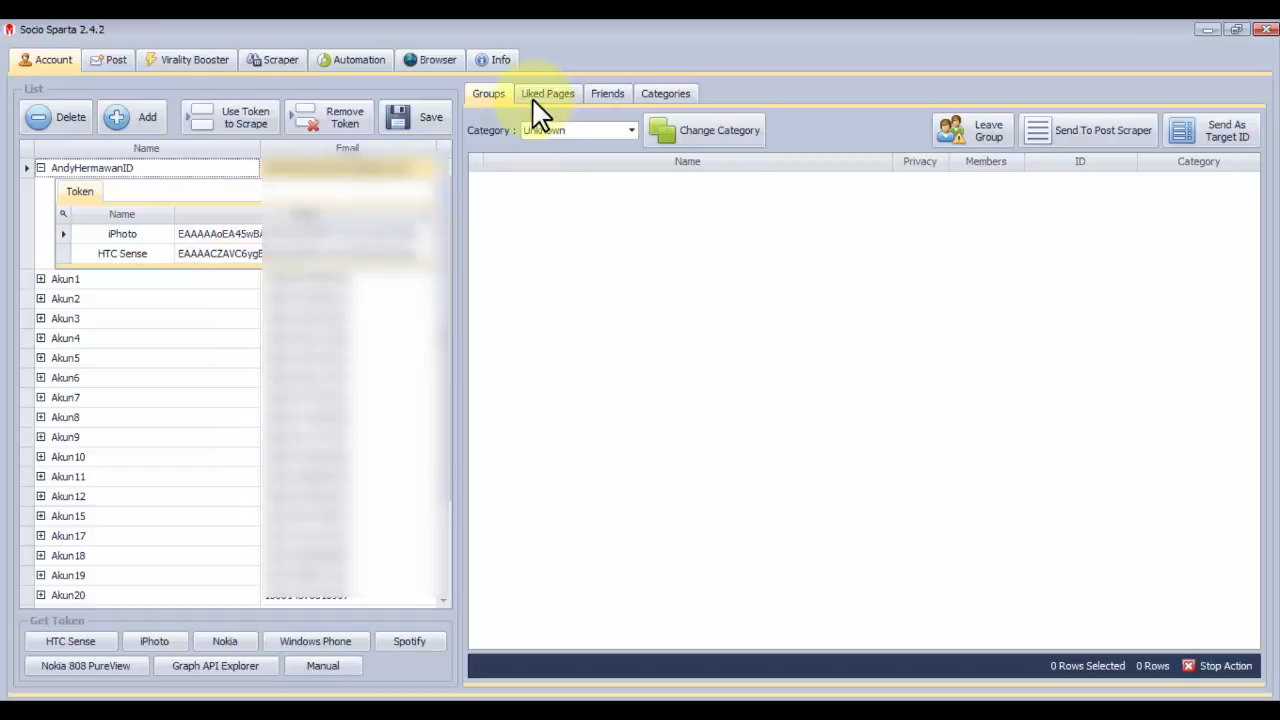 Socio Sparta 2.4.2
Account Post Virality Booster Scraper Automation Browser Info
List
Delete Add Use Token to Scrape Remove Token Save
Name Email
AndyHermawanID
Token
Name
iPhoto EAAAAAoEA45wBA
HTC Sense EAAAACZAVC6ygB
Akun1
Akun2
Akun3
Akun4
Akun5
Akun6
Akun7
Akun8
Akun9
Akun10
Akun11
Akun12
Akun15
Akun17
Akun18
Akun19
Akun20
Get Token
HTC Sense iPhoto Nokia Windows Phone Spotify
Nokia 808 PureView Graph API Explorer Manual
Groups Liked Pages Friends Categories
Category : Unknown Change Category Leave Group Send To Post Scraper Send As Target ID
Name Privacy Members ID Category
0 Rows Selected 0 Rows Stop Action